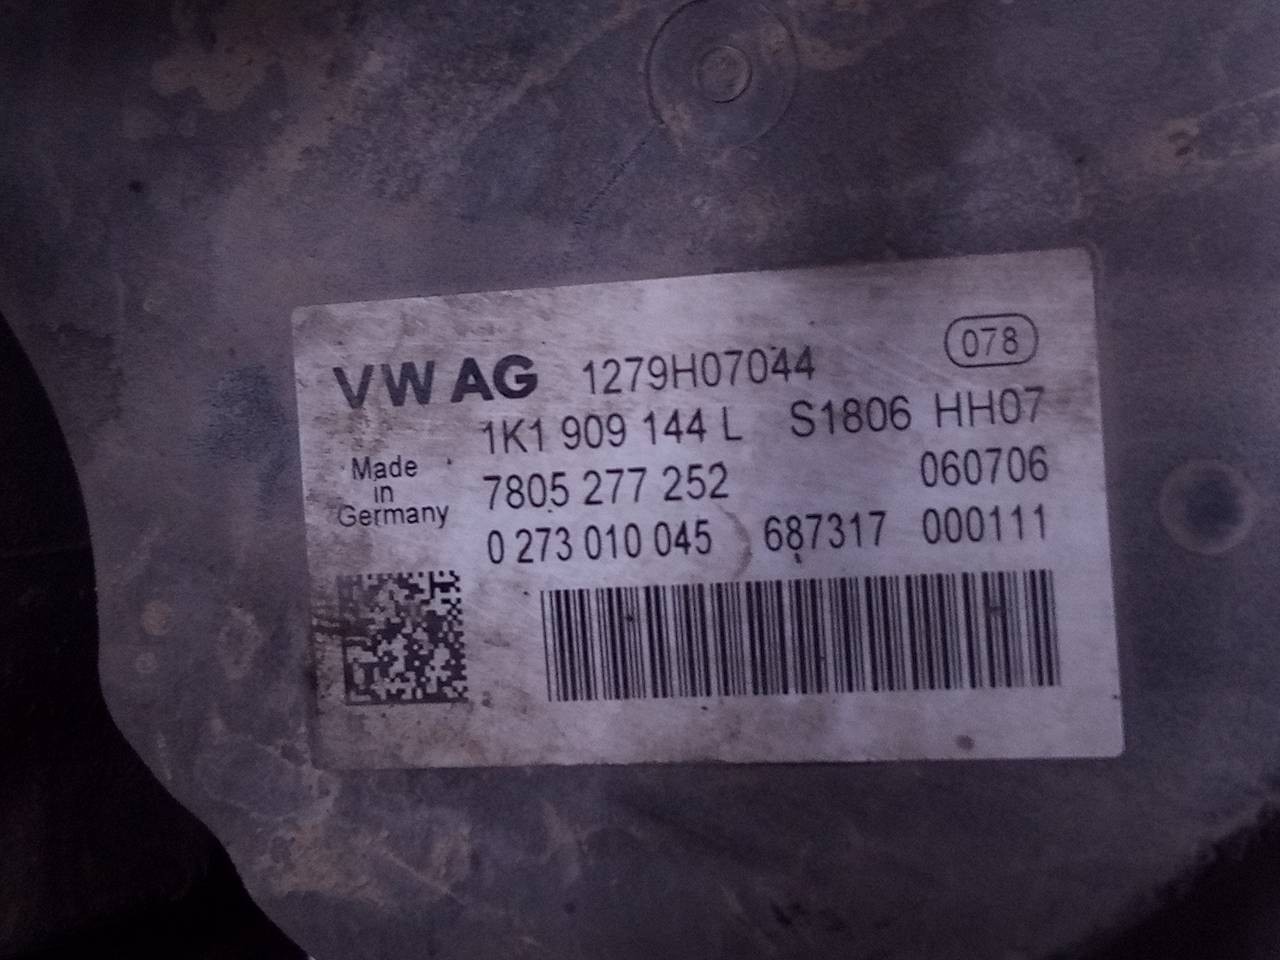 078
VW AG 1279H07044
1K1 909 144 L S1806 HH07
Made in Germany
7805 277 252 060706
0 273 010 045 687317 000111